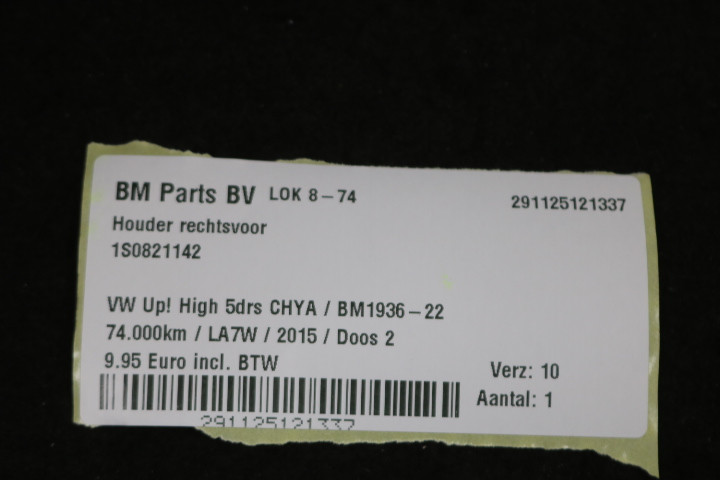 BM Parts BV LOK 8-74 291125121337
Houder rechtsvoor
1S0821142
VW Up! High 5drs CHYA / BM1936-22
74.000km / LA7W / 2015 / Doos 2
9.95 Euro incl. BTW Verz: 10
Aantal: 1
291125121337